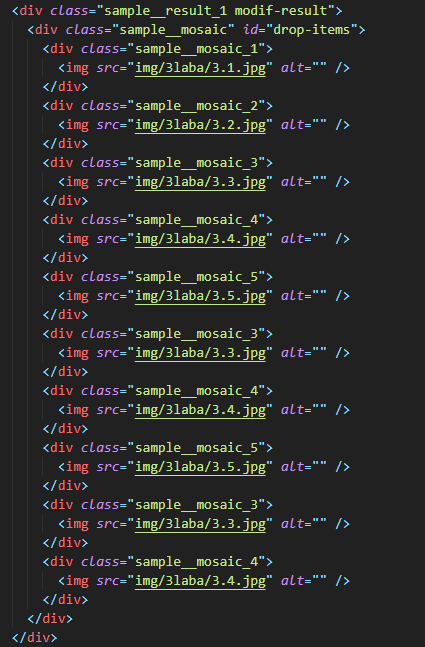 <div class="sample__result_1 modif-result">
<div class="sample__mosaic" id="drop-items">
<div class="sample__mosaic_1">
<img src="img/3laba/3.1.jpg" alt="" />
</div>
<div class="sample__mosaic_2">
<img src="img/3laba/3.2.jpg" alt="" />
</div>
<div class="sample__mosaic_3">
<img src="img/3laba/3.3.jpg" alt="" />
</div>
<div class="sample__mosaic_4">
<img src="img/3laba/3.4.jpg" alt="" />
</div>
<div class="sample__mosaic_5">
<img src="img/3laba/3.5.jpg" alt="" />
</div>
<div class="sample__mosaic_3">
<img src="img/3laba/3.3.jpg" alt="" />
</div>
<div class="sample__mosaic_4">
<img src="img/3laba/3.4.jpg" alt="" />
</div>
<div class="sample__mosaic_5">
<img src="img/3laba/3.5.jpg" alt="" />
</div>
<div class="sample__mosaic_3">
<img src="img/3laba/3.3.jpg" alt="" />
</div>
<div class="sample__mosaic_4">
<img src="img/3laba/3.4.jpg" alt="" />
</div>
</div>
</div>